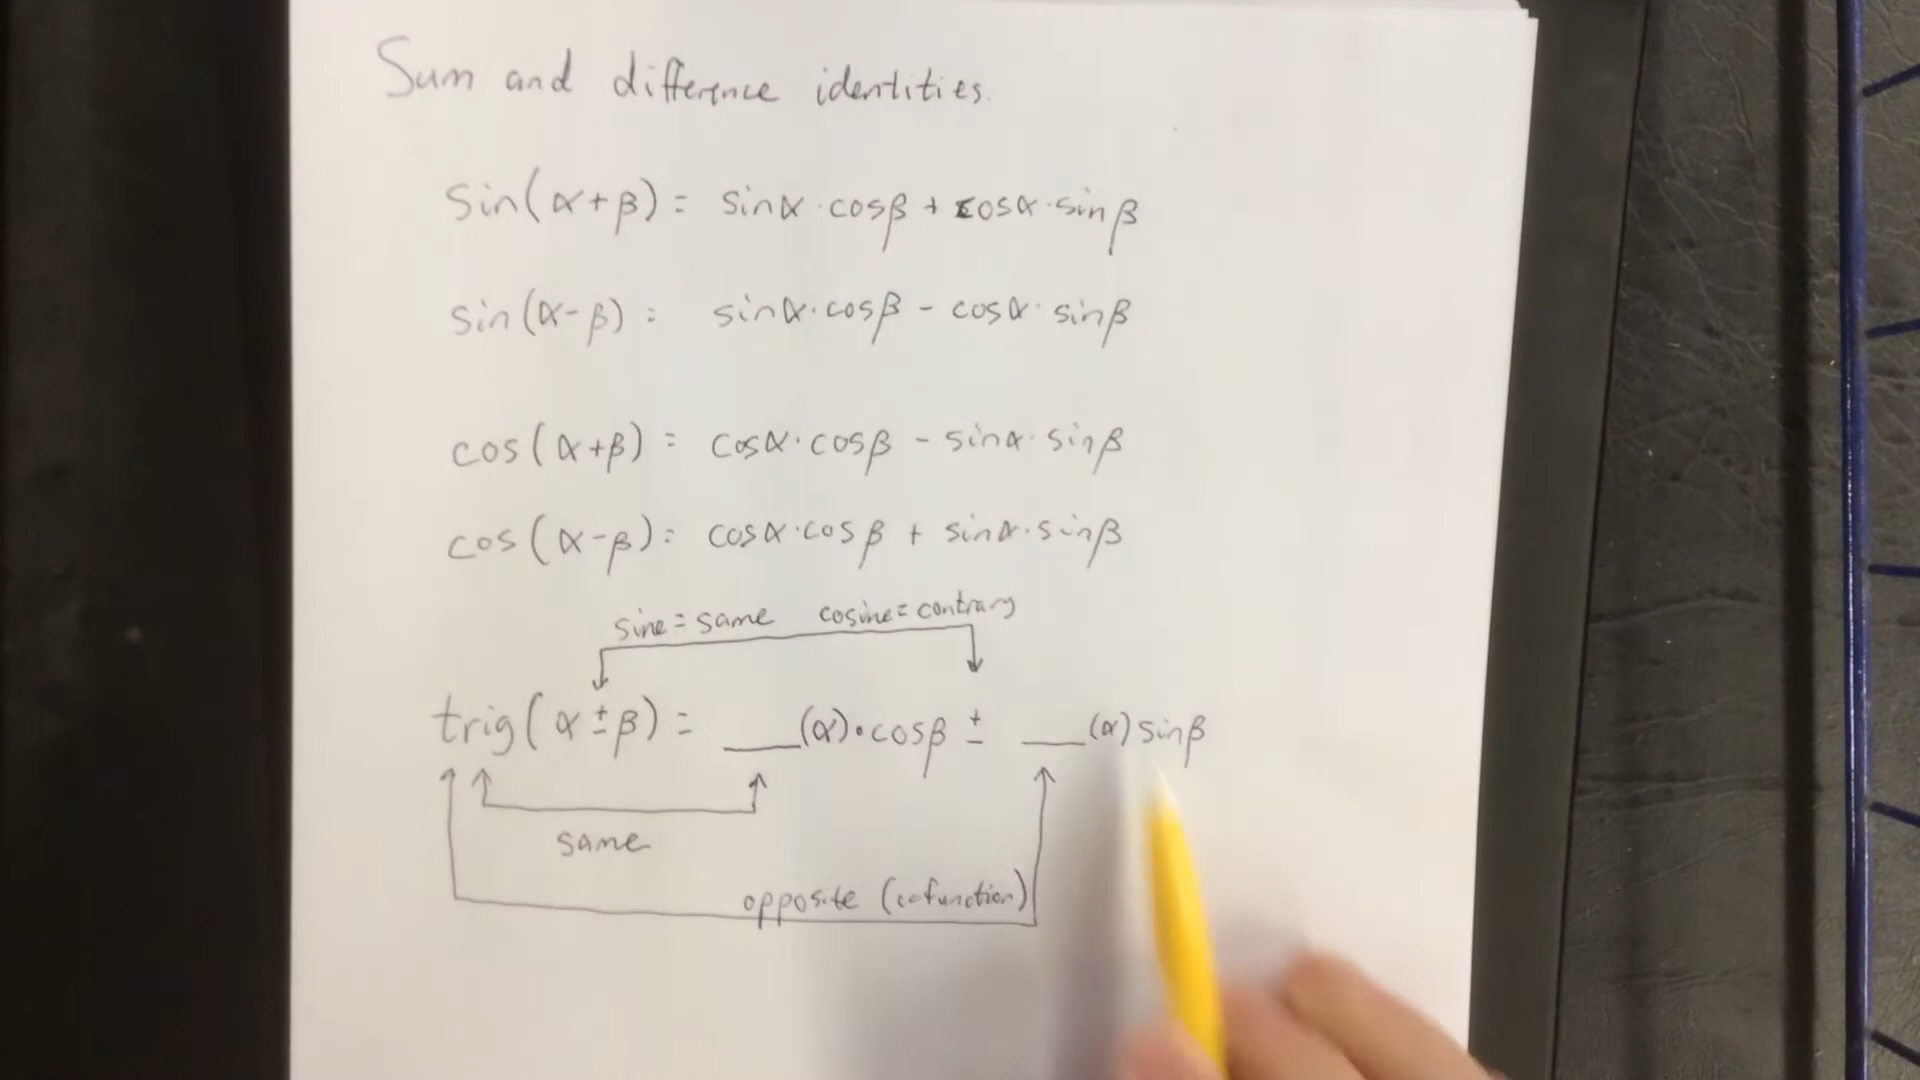 Sum and difference identities.
sin(α+β) = sinα·cosβ + cosα·sinβ
sin(α-β) = sinα·cosβ - cosα·sinβ
cos(α+β) = cosα·cosβ - sinα·sinβ
cos(α-β) = cosα·cosβ + sinα·sinβ
sine = same cosine = contrary
trig(α±β) = ___(α)·cosβ ± ___(α)sinβ
same
opposite (cofunction)